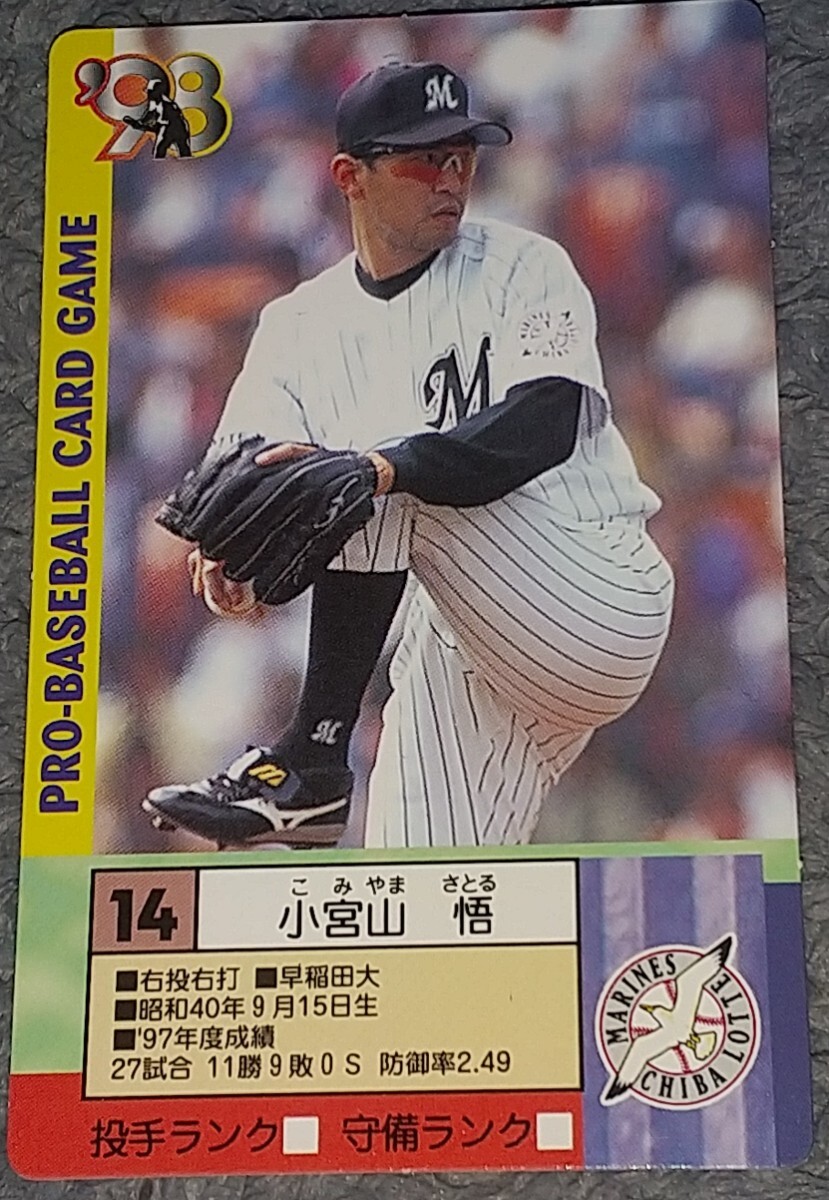 '98
PRO-BASEBALL CARD GAME
M
M
M
14
こみやま さとる
小宮山 悟
■右投右打 ■早稲田大
■昭和40年9月15日生
■'97年度成績
27試合 11勝9敗0S 防御率2.49
MARINES
CHIBA LOTTE
投手ランク□ 守備ランク□